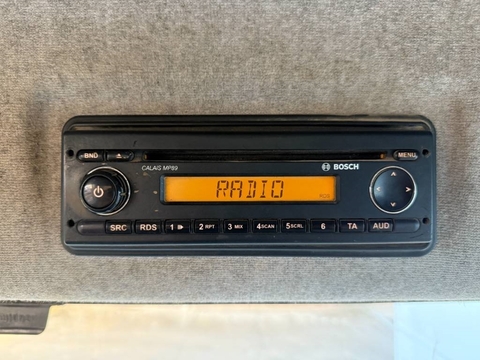 BND
CALAIS MP89
BOSCH
MENU
RADIO
SRC RDS 1 2 RPT 3 MIX 4 SCAN 5 SCRL 6 TA AUD